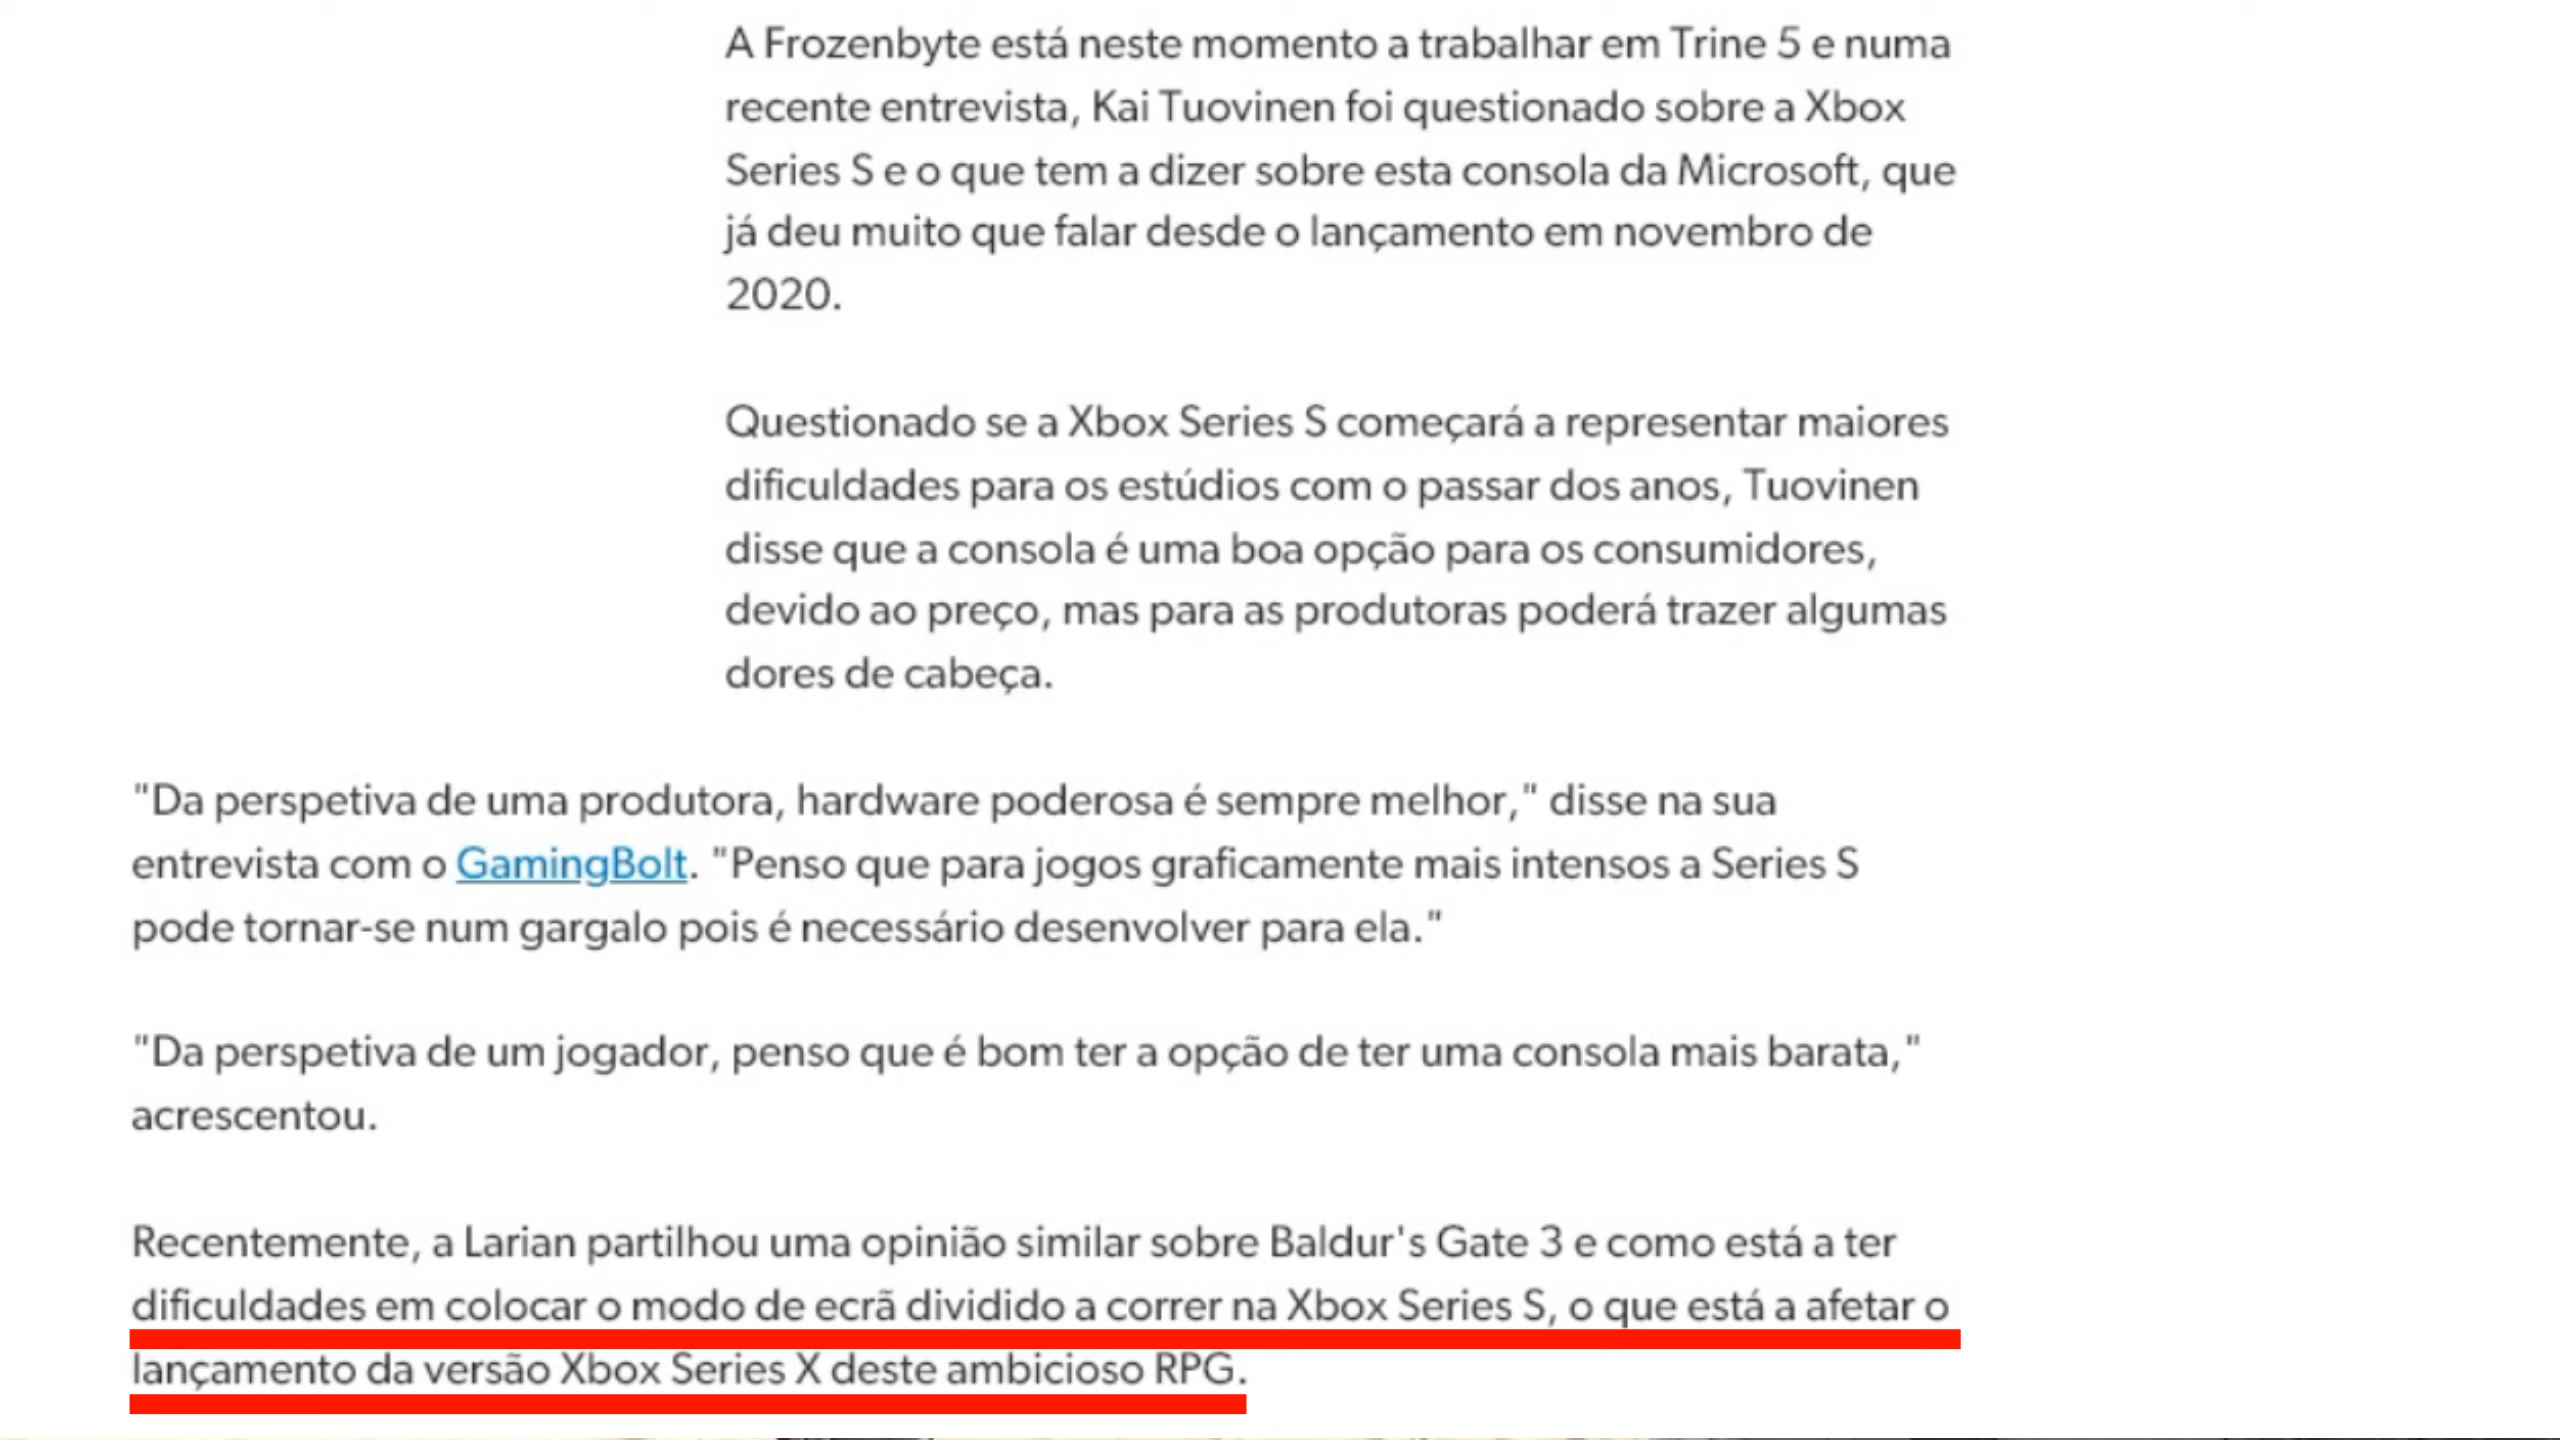 A Frozenbyte está neste momento a trabalhar em Trine 5 e numa
recente entrevista, Kai Tuovinen foi questionado sobre a Xbox
Series S e o que tem a dizer sobre esta consola da Microsoft, que
já deu muito que falar desde o lançamento em novembro de
2020.
Questionado se a Xbox Series S começará a representar maiores
dificuldades para os estúdios com o passar dos anos, Tuovinen
disse que a consola é uma boa opção para os consumidores,
devido ao preço, mas para as produtoras poderá trazer algumas
dores de cabeça.
"Da perspetiva de uma produtora, hardware poderosa é sempre melhor," disse na sua
entrevista com o GamingBolt. "Penso que para jogos graficamente mais intensos a Series S
pode tornar-se num gargalo pois é necessário desenvolver para ela."
"Da perspetiva de um jogador, penso que é bom ter a opção de ter uma consola mais barata,"
acrescentou.
Recentemente, a Larian partilhou uma opinião similar sobre Baldur's Gate 3 e como está a ter
dificuldades em colocar o modo de ecrã dividido a correr na Xbox Series S, o que está a afetar o
lançamento da versão Xbox Series X deste ambicioso RPG.